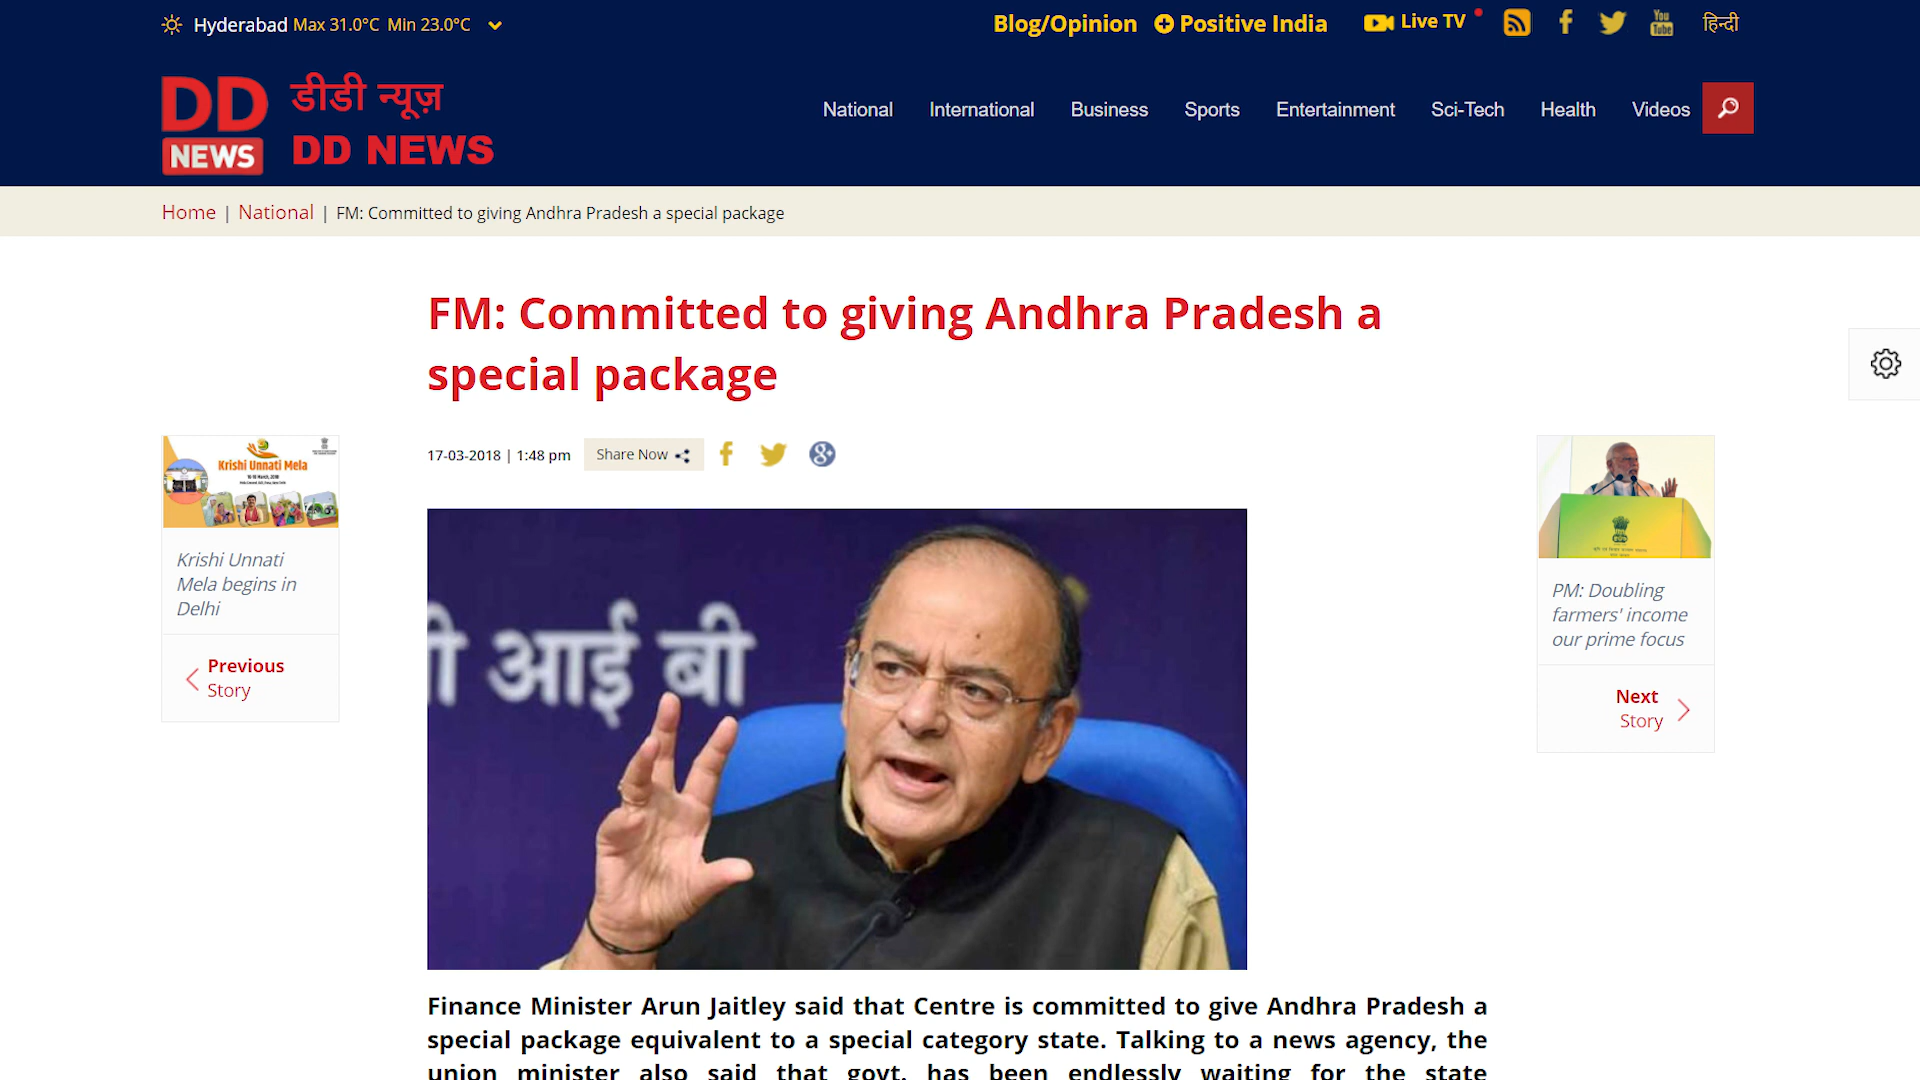 Hyderabad Max 31.0°C Min 23.0°C
Blog/Opinion Positive India Live TV You Tube हिन्दी
DD NEWS
डीडी न्यूज़
DD NEWS
National International Business Sports Entertainment Sci-Tech Health Videos
Home | National | FM: Committed to giving Andhra Pradesh a special package
FM: Committed to giving Andhra Pradesh a
special package
17-03-2018 | 1:48 pm Share Now
Krishi Unnati Mela
Krishi Unnati
Mela begins in
Delhi
Previous
Story
ी आई बी
PM: Doubling
farmers' income
our prime focus
Next
Story
Finance Minister Arun Jaitley said that Centre is committed to give Andhra Pradesh a
special package equivalent to a special category state. Talking to a news agency, the
union minister also said that govt. has been endlessly waiting for the state